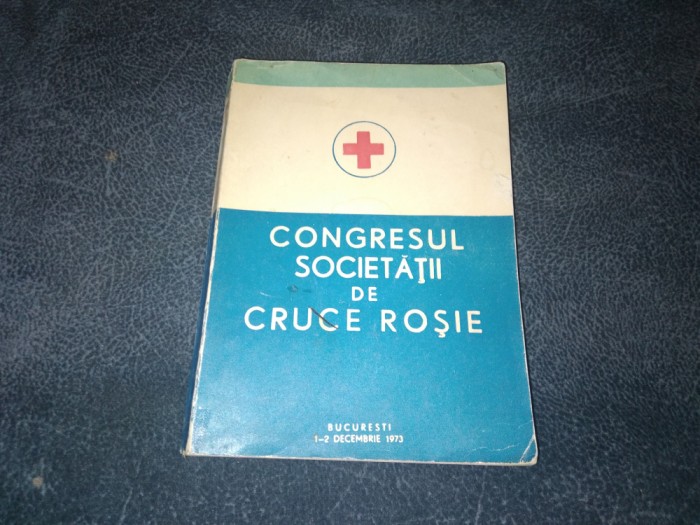 CONGRESUL
SOCIETĂŢII
DE
CRUCE ROŞIE
BUCUREŞTI
1-2 DECEMBRIE 1973